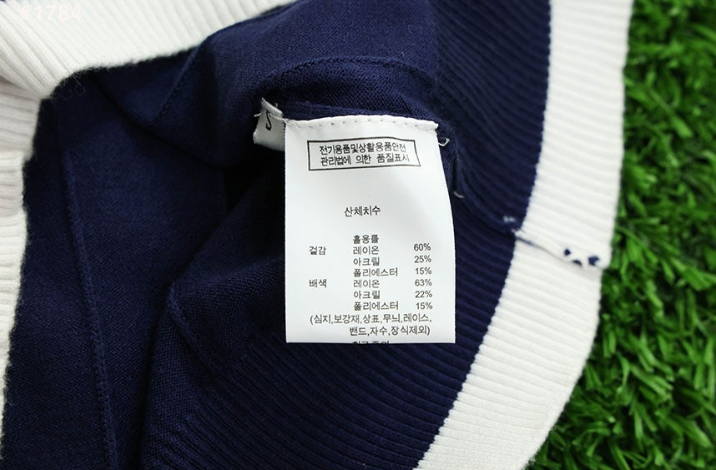 #1784
S
전기용품및상활용품안전
관리법에 의한 품질표시
산체치수
홀용률
겉감 레이온 60%
아크릴 25%
폴리에스터 15%
배색 레이온 63%
아크릴 22%
폴리에스터 15%
(심지,보강재,상표,무늬,레이스,
밴드,자수,장식제외)